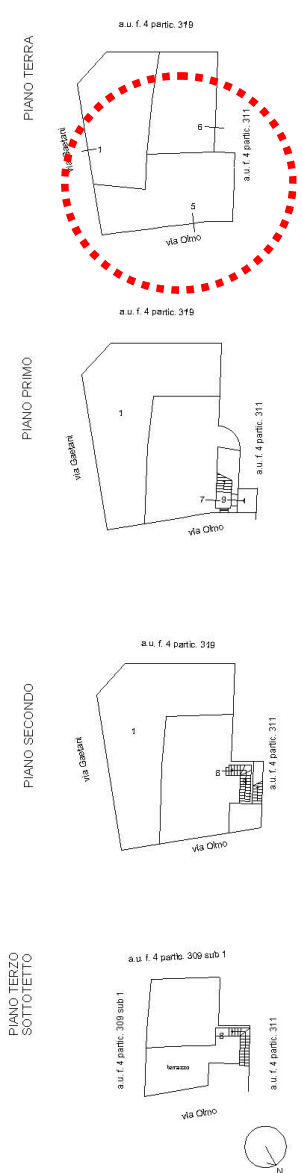 a.u. f. 4 partic. 319
PIANO TERRA
via Gaetani
1
6
a.u. f. 4 partic. 311
5
via Olmo
a.u. f. 4 partic. 319
PIANO PRIMO
via Gaetani
1
a.u. f. 4 partic. 311
7
9
via Olmo
a.u. f. 4 partic. 319
PIANO SECONDO
via Gaetani
1
a.u. f. 4 partic. 311
8
via Olmo
a.u. f. 4 partic. 309 sub 1
PIANO TERZO
SOTTOTETTO
a.u. f. 4 partic. 309 sub 1
8
a.u. f. 4 partic. 311
terrazzo
via Olmo
N